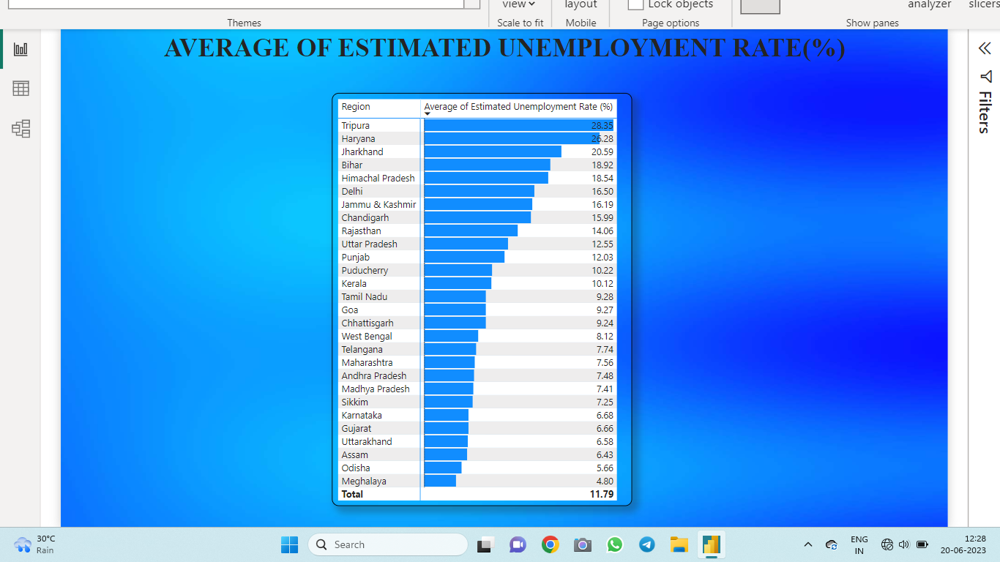 view
layout
Lock objects
analyzer
slicers
Themes
Scale to fit
Mobile
Page options
Show panes
AVERAGE OF ESTIMATED UNEMPLOYMENT RATE(%)
Filters
Region Average of Estimated Unemployment Rate (%)
Tripura 28.35
Haryana 26.28
Jharkhand 20.59
Bihar 18.92
Himachal Pradesh 18.54
Delhi 16.50
Jammu & Kashmir 16.19
Chandigarh 15.99
Rajasthan 14.06
Uttar Pradesh 12.55
Punjab 12.03
Puducherry 10.22
Kerala 10.12
Tamil Nadu 9.28
Goa 9.27
Chhattisgarh 9.24
West Bengal 8.12
Telangana 7.74
Maharashtra 7.56
Andhra Pradesh 7.48
Madhya Pradesh 7.41
Sikkim 7.25
Karnataka 6.68
Gujarat 6.66
Uttarakhand 6.58
Assam 6.43
Odisha 5.66
Meghalaya 4.80
Total 11.79
30°C
Rain
Search
ENG
IN
12:28
20-06-2023